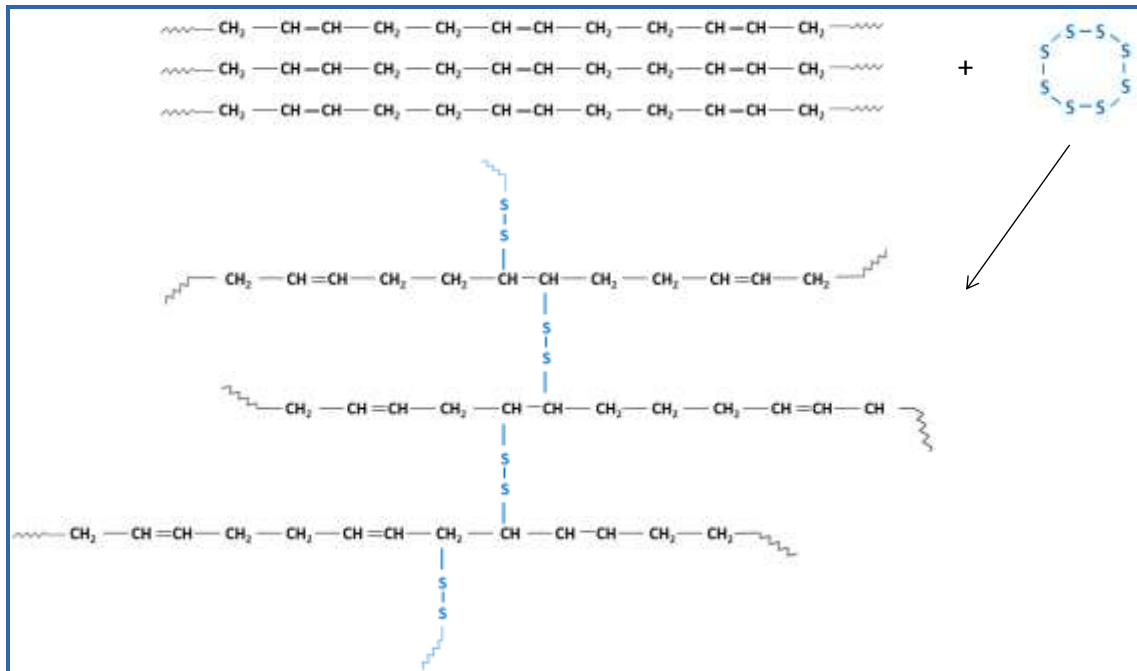 CH₂—CH=CH—CH₂—CH₂—CH=CH—CH₂—CH₂—CH=CH—CH₂
CH₂—CH=CH—CH₂—CH₂—CH=CH—CH₂—CH₂—CH=CH—CH₂
CH₂—CH=CH—CH₂—CH₂—CH=CH—CH₂—CH₂—CH=CH—CH₂
+
S–S
S S
S S
S–S
S
S
CH₂—CH=CH—CH₂—CH₂—CH—CH—CH₂—CH₂—CH=CH—CH₂
S
S
CH₂—CH=CH—CH₂—CH—CH—CH₂—CH₂—CH₂—CH=CH—CH
S
S
CH₂—CH=CH—CH₂—CH₂—CH=CH—CH₂—CH—CH—CH—CH₂—CH₂
S
S